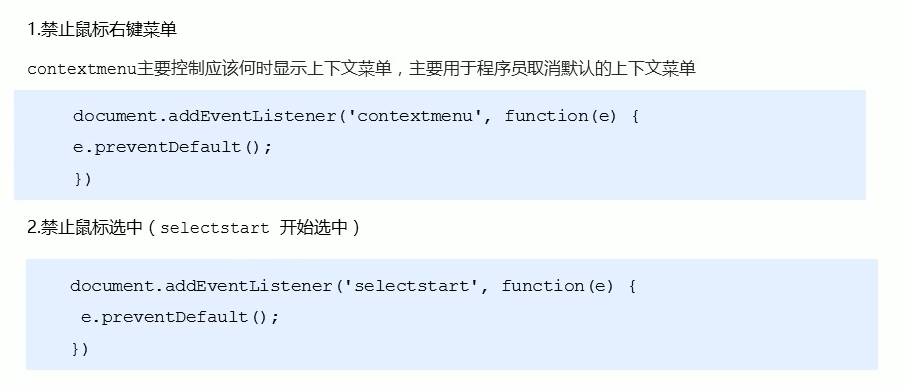 1.禁止鼠标右键菜单
contextmenu主要控制应该何时显示上下文菜单，主要用于程序员取消默认的上下文菜单
document.addEventListener('contextmenu', function(e) {
e.preventDefault();
})
2.禁止鼠标选中（selectstart 开始选中）
document.addEventListener('selectstart', function(e) {
e.preventDefault();
})